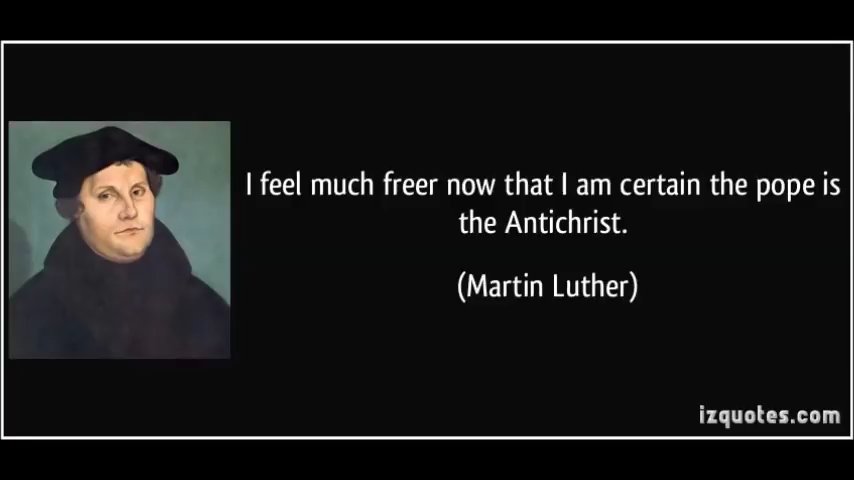 I feel much freer now that I am certain the pope is
the Antichrist.
(Martin Luther)
izquotes.com